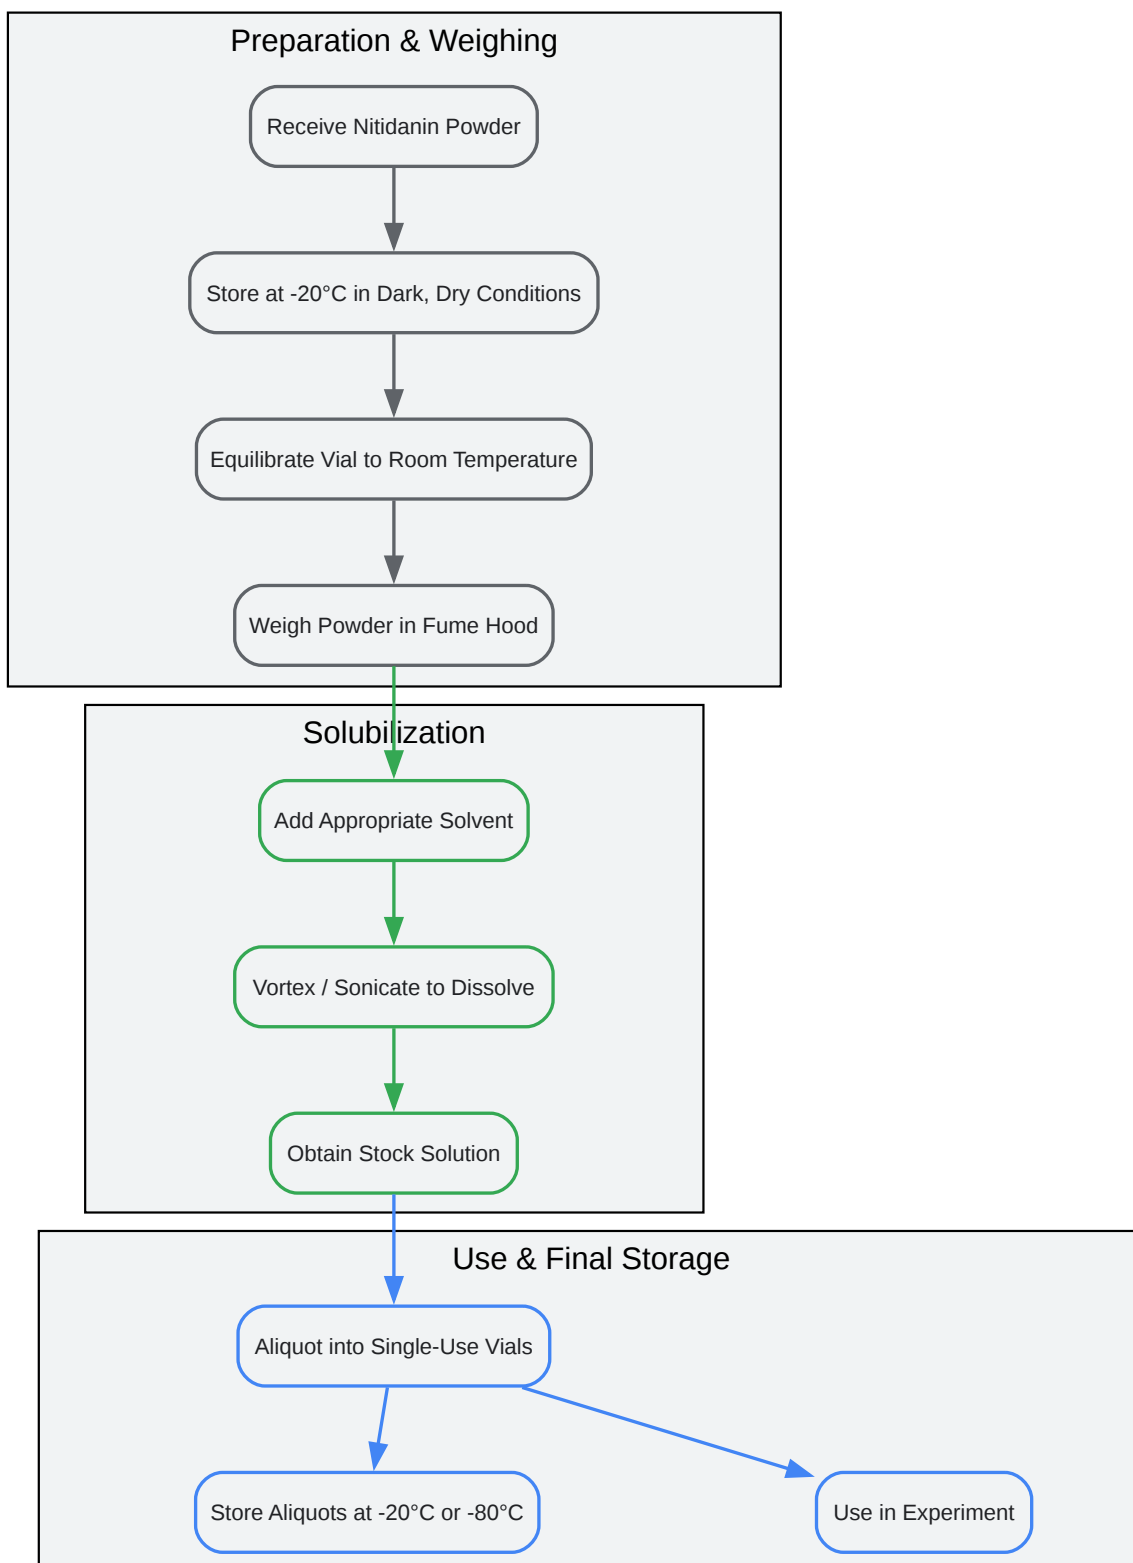 Preparation & Weighing
Receive Nitidanin Powder
Store at -20°C in Dark, Dry Conditions
Equilibrate Vial to Room Temperature
Weigh Powder in Fume Hood
Solubilization
Add Appropriate Solvent
Vortex / Sonicate to Dissolve
Obtain Stock Solution
Use & Final Storage
Aliquot into Single-Use Vials
Store Aliquots at -20°C or -80°C
Use in Experiment